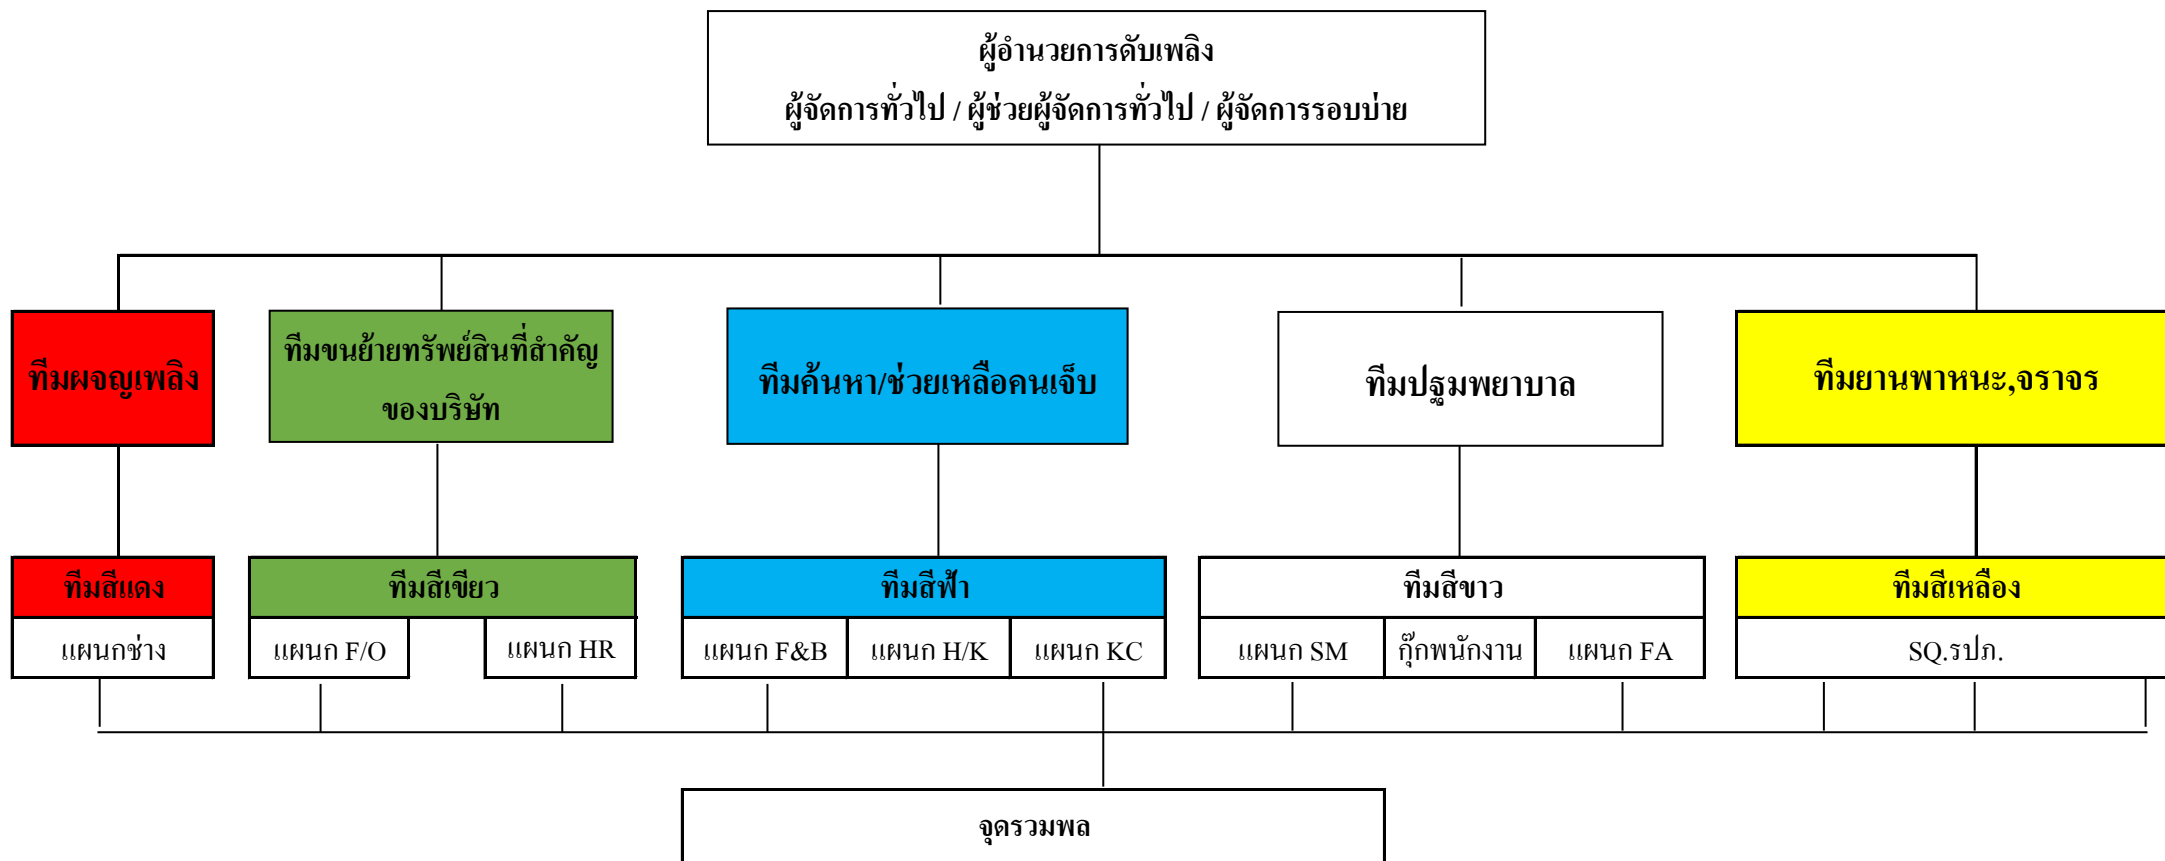 ผู้อำนวยการดับเพลิง
ผู้จัดการทั่วไป / ผู้ช่วยผู้จัดการทั่วไป / ผู้จัดการรอบบ่าย
ทีมผจญเพลิง
ทีมขนย้ายทรัพย์สินที่สำคัญ
ของบริษัท
ทีมค้นหา/ช่วยเหลือคนเจ็บ
ทีมปฐมพยาบาล
ทีมยานพาหนะ,จราจร
ทีมสีแดง
ทีมสีเขียว
ทีมสีฟ้า
ทีมสีขาว
ทีมสีเหลือง
แผนกช่าง
แผนก F/O
แผนก HR
แผนก F&B
แผนก H/K
แผนก KC
แผนก SM
กุ๊กพนักงาน
แผนก FA
SQ.รปภ.
จุดรวมพล